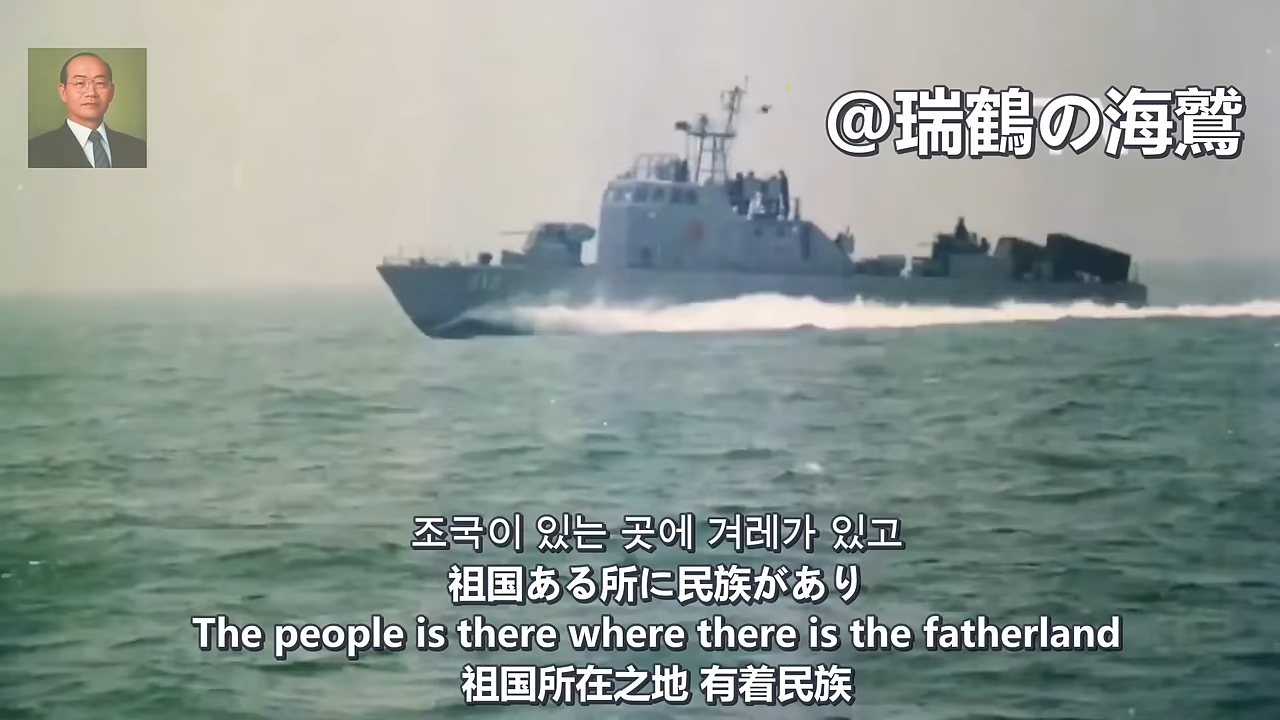 @瑞鶴の海鷲
조국이 있는 곳에 겨레가 있고
祖国ある所に民族があり
The people is there where there is the fatherland
祖国所在之地 有着民族